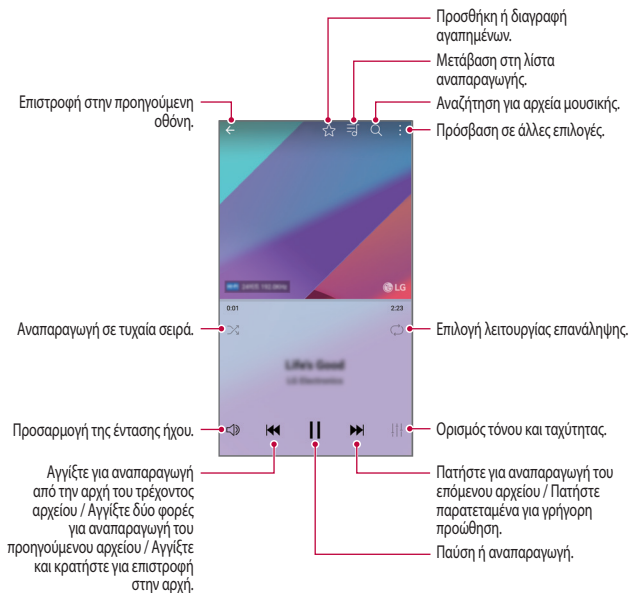 Προσθήκη ή διαγραφή
αγαπημένων.
Μετάβαση στη λίστα
αναπαραγωγής.
Επιστροφή στην προηγούμενη
οθόνη.
Αναζήτηση για αρχεία μουσικής.
Πρόσβαση σε άλλες επιλογές.
LG
0:01
2:23
Αναπαραγωγή σε τυχαία σειρά.
Επιλογή λειτουργίας επανάληψης.
Life's Good
LG Electronics
Προσαρμογή της έντασης ήχου.
Ορισμός τόνου και ταχύτητας.
Αγγίξτε για αναπαραγωγή
από την αρχή του τρέχοντος
αρχείου / Αγγίξτε δύο φορές
για αναπαραγωγή του
προηγούμενου αρχείου / Αγγίξτε
και κρατήστε για επιστροφή
στην αρχή.
Πατήστε για αναπαραγωγή του
επόμενου αρχείου / Πατήστε
παρατεταμένα για γρήγορη
προώθηση.
Παύση ή αναπαραγωγή.